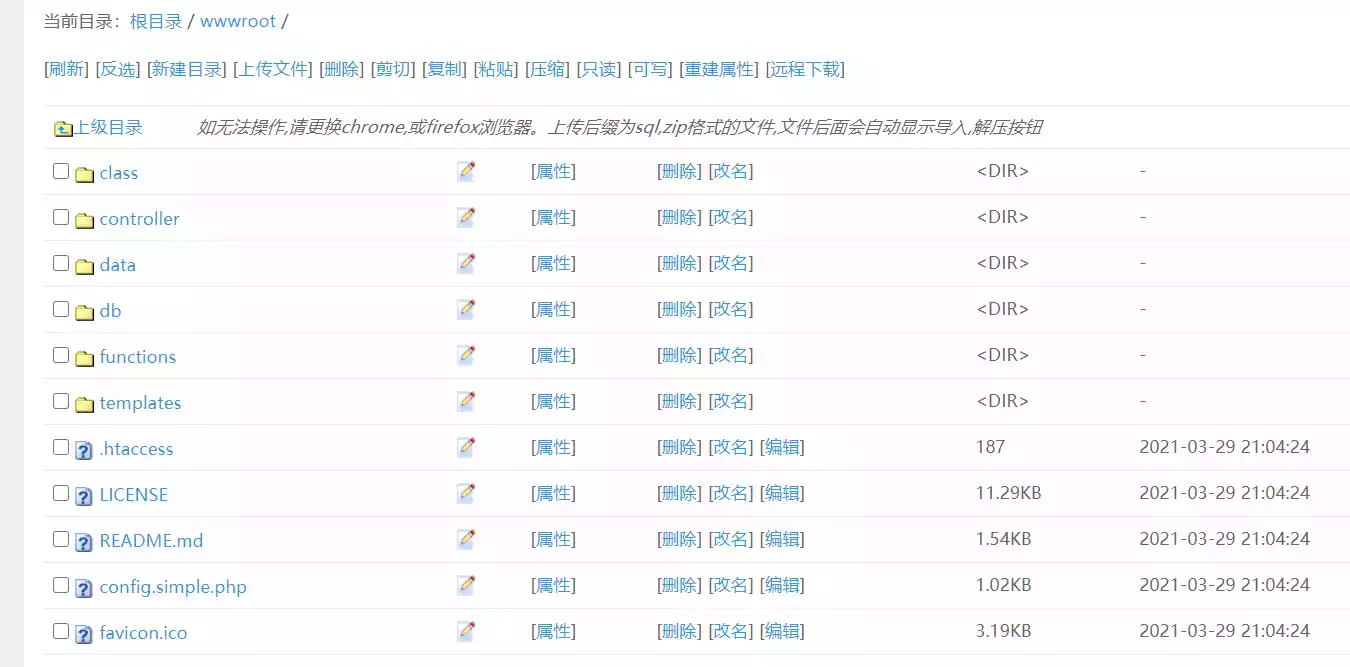 当前目录：根目录 / wwwroot /
[刷新] [反选] [新建目录] [上传文件] [删除] [剪切] [复制] [粘贴] [压缩] [只读] [可写] [重建属性] [远程下载]
上级目录 如无法操作,请更换chrome,或firefox浏览器。上传后缀为sql,zip格式的文件,文件后面会自动显示导入,解压按钮
class [属性] [删除] [改名] <DIR> -
controller [属性] [删除] [改名] <DIR> -
data [属性] [删除] [改名] <DIR> -
db [属性] [删除] [改名] <DIR> -
functions [属性] [删除] [改名] <DIR> -
templates [属性] [删除] [改名] <DIR> -
.htaccess [属性] [删除] [改名] [编辑] 187 2021-03-29 21:04:24
LICENSE [属性] [删除] [改名] [编辑] 11.29KB 2021-03-29 21:04:24
README.md [属性] [删除] [改名] [编辑] 1.54KB 2021-03-29 21:04:24
config.simple.php [属性] [删除] [改名] [编辑] 1.02KB 2021-03-29 21:04:24
favicon.ico [属性] [删除] [改名] [编辑] 3.19KB 2021-03-29 21:04:24